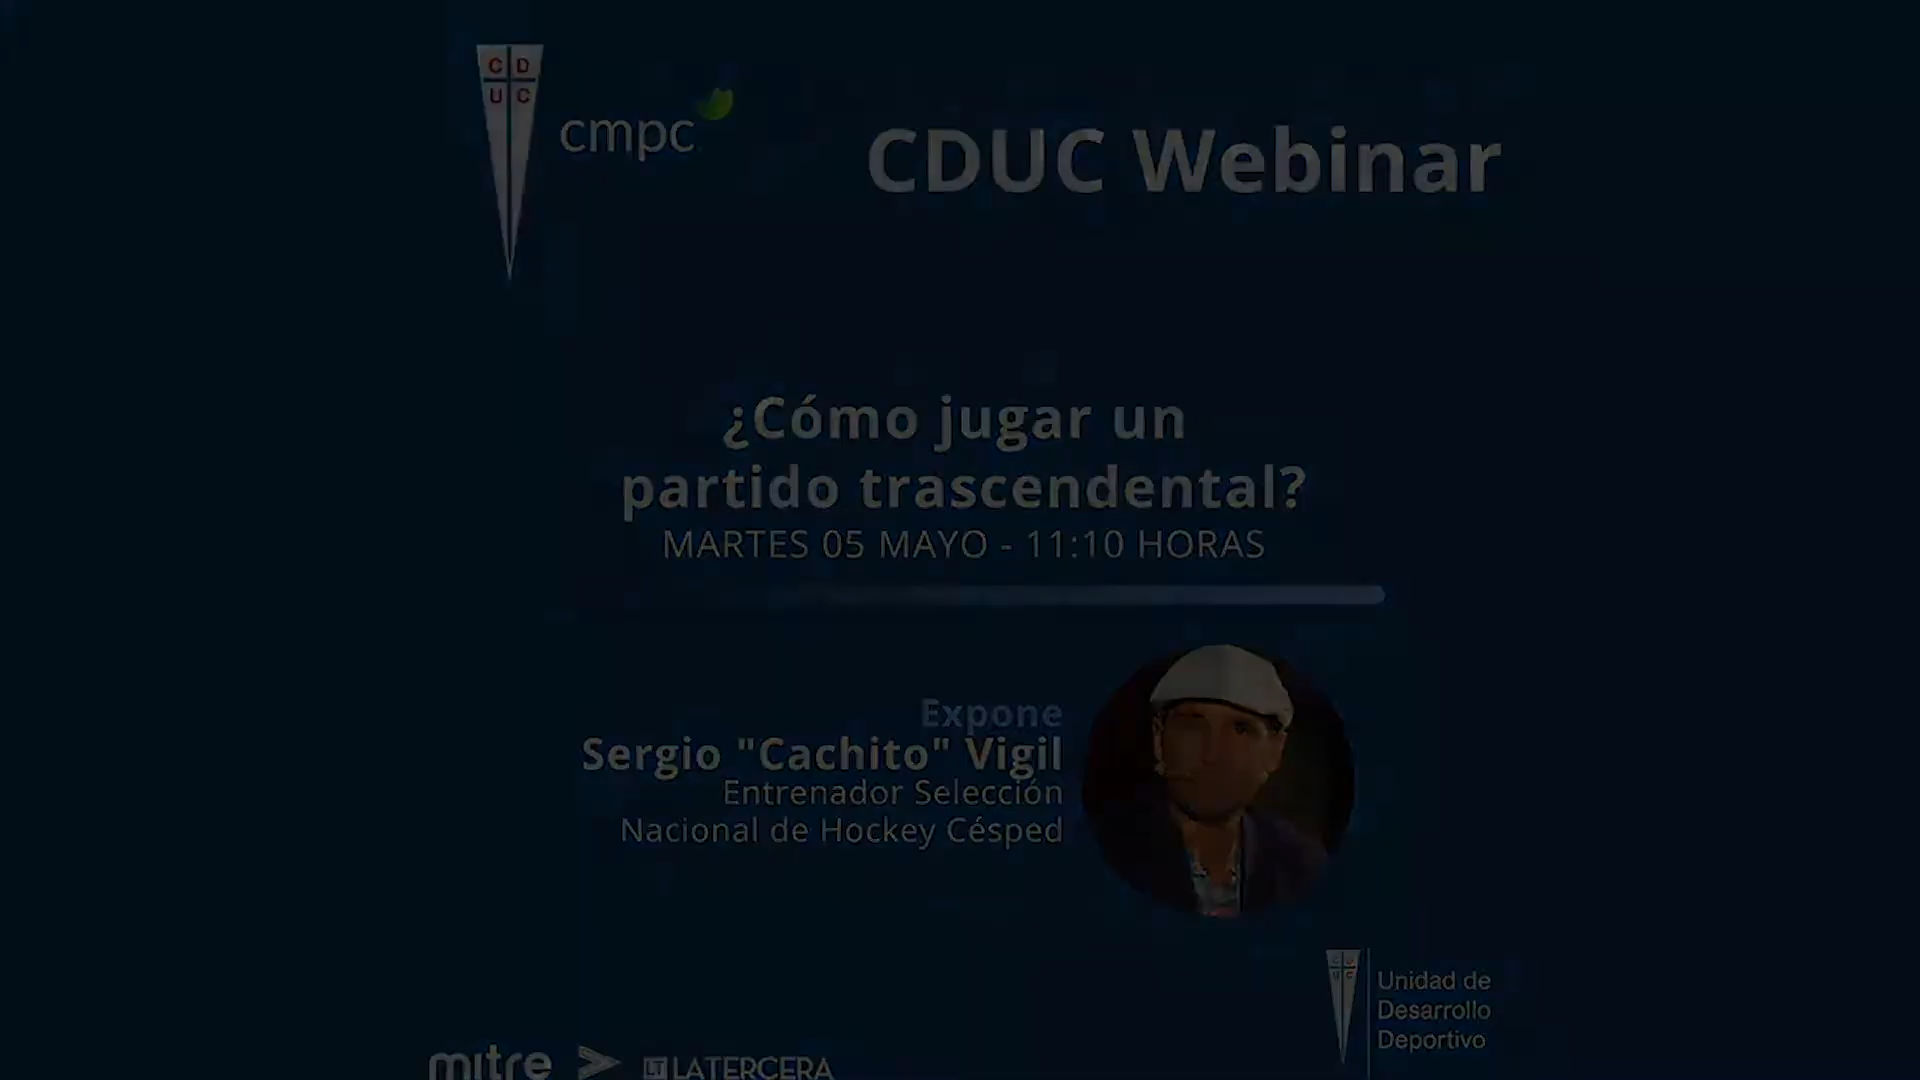 C D
U C
cmpc
CDUC Webinar
¿Cómo jugar un
partido trascendental?
MARTES 05 MAYO - 11:10 HORAS
Expone
Sergio "Cachito" Vigil
Entrenador Selección
Nacional de Hockey Césped
C D
U C
Unidad de
Desarrollo
Deportivo
mitre
LT LATERCERA